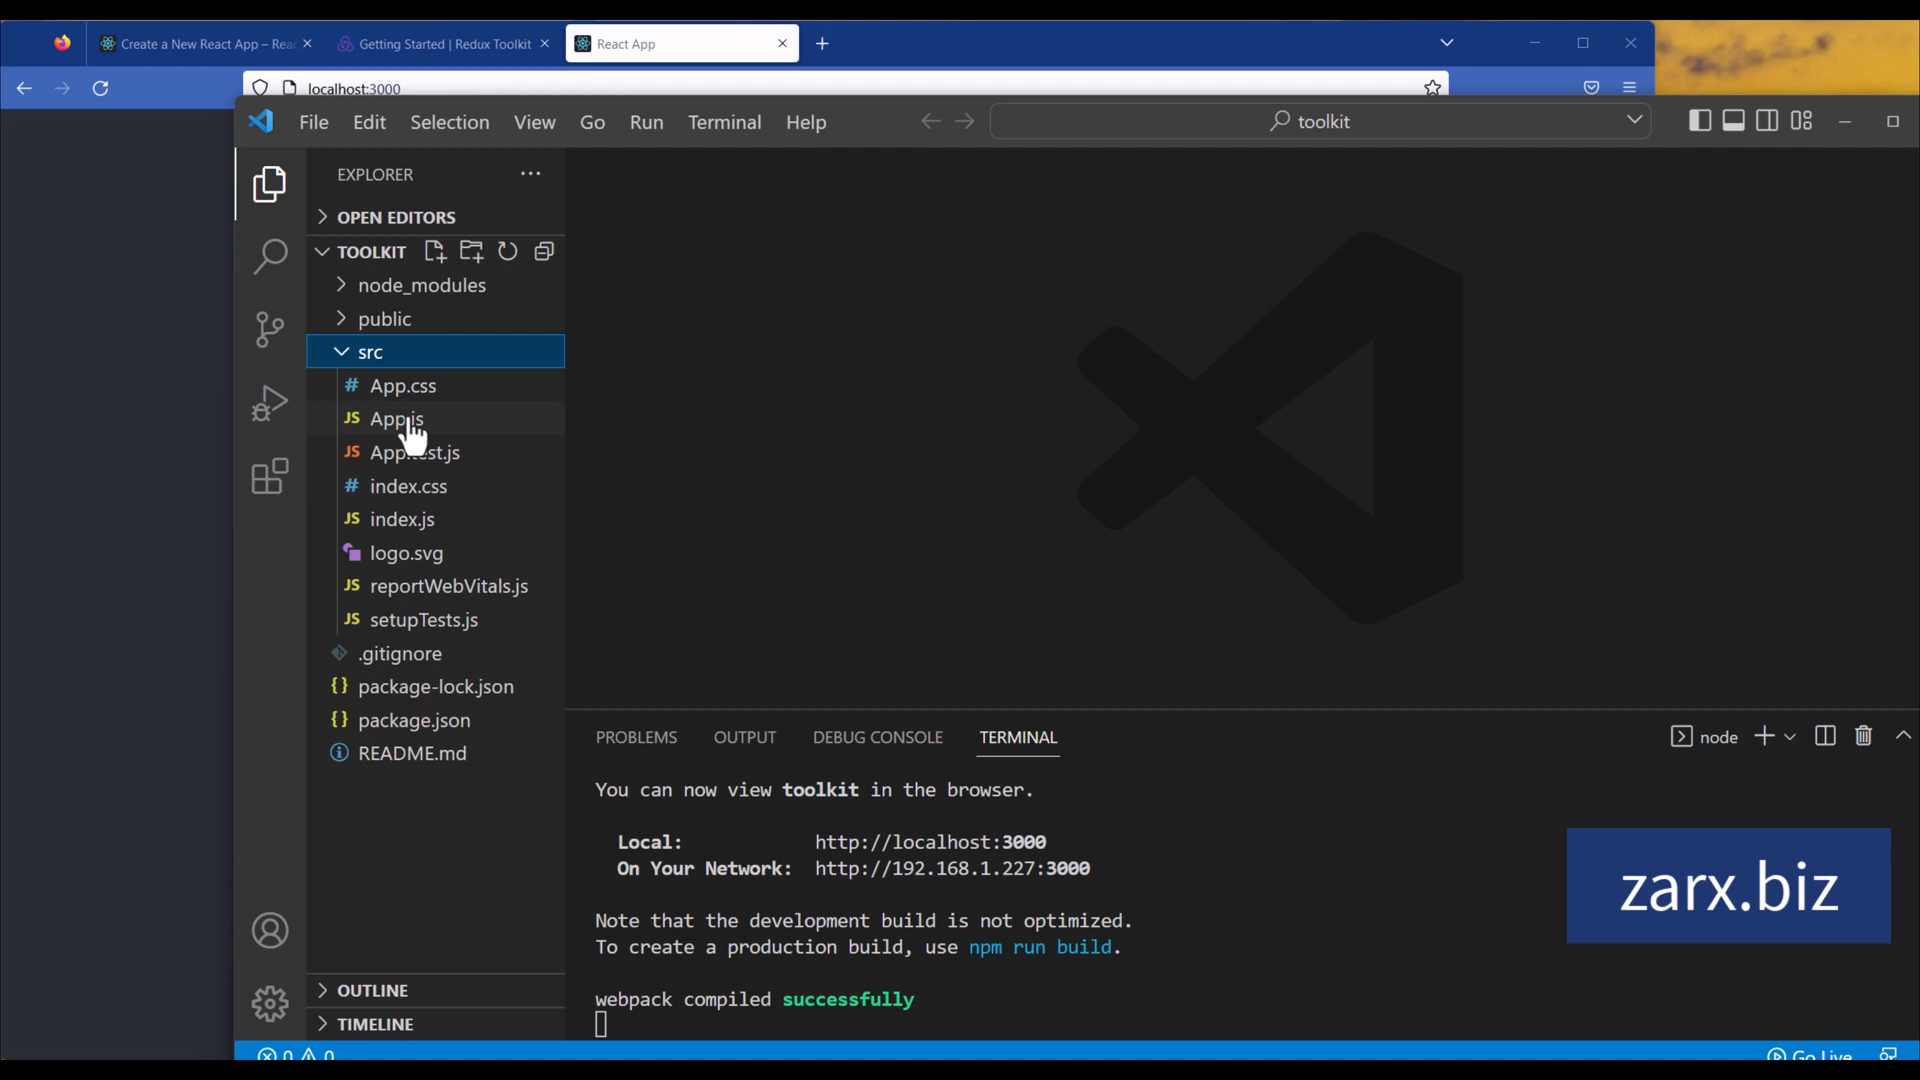 Create a New React App – Reac
Getting Started | Redux Toolkit
React App
localhost:3000
File Edit Selection View Go Run Terminal Help
toolkit
EXPLORER
OPEN EDITORS
TOOLKIT
node_modules
public
src
App.css
App.js
App.test.js
index.css
index.js
logo.svg
reportWebVitals.js
setupTests.js
.gitignore
package-lock.json
package.json
README.md
OUTLINE
TIMELINE
PROBLEMS OUTPUT DEBUG CONSOLE TERMINAL
node
You can now view toolkit in the browser.
Local: http://localhost:3000
On Your Network: http://192.168.1.227:3000
Note that the development build is not optimized.
To create a production build, use npm run build.
webpack compiled successfully
zarx.biz
0 0
Go Live